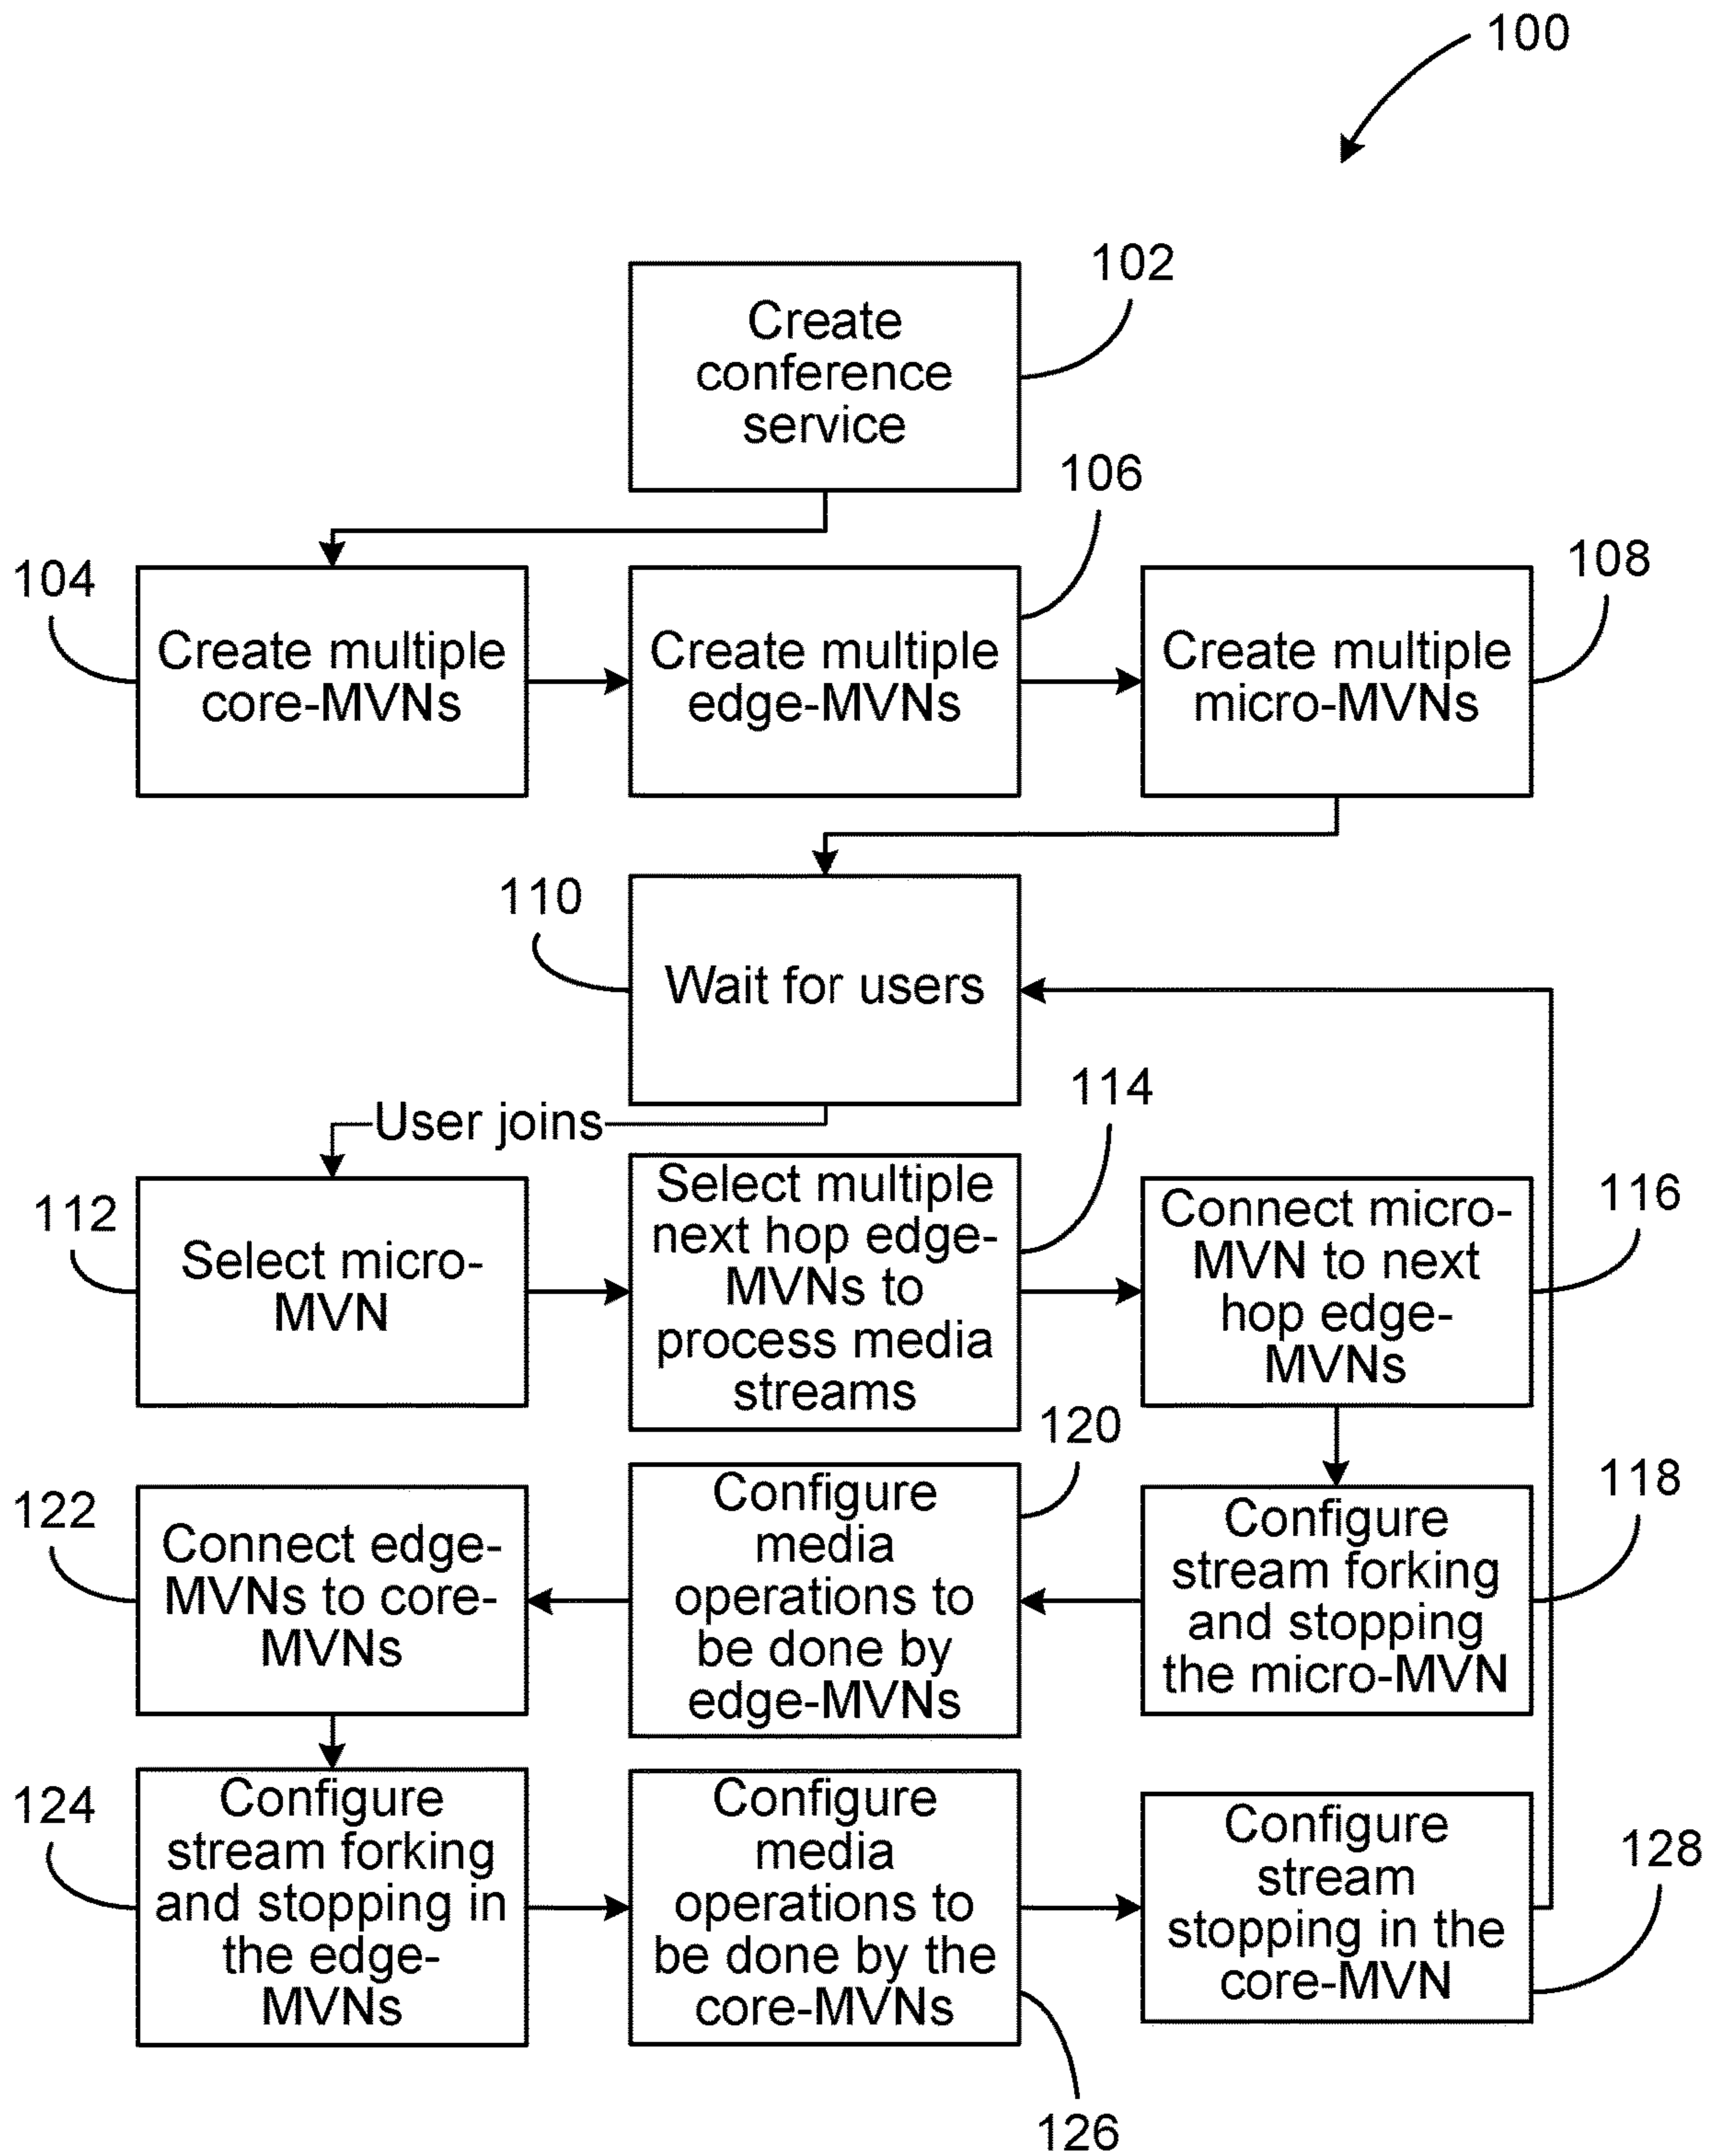 100
102
Create
conference
service
106
104
108
Create multiple
core-MVNs
Create multiple
edge-MVNs
Create multiple
micro-MVNs
110
Wait for users
114
User joins
112
Select micro-
MVN
Select multiple
next hop edge-
MVNs to
process media
streams
116
Connect micro-
MVN to next
hop edge-
MVNs
120
118
Configure
stream forking
and stopping
the micro-MVN
Configure
media
operations to
be done by
edge-MVNs
122
Connect edge-
MVNs to core-
MVNs
124
Configure
stream forking
and stopping in
the edge-
MVNs
Configure
media
operations to
be done by the
core-MVNs
126
Configure
stream
stopping in the
core-MVN
128